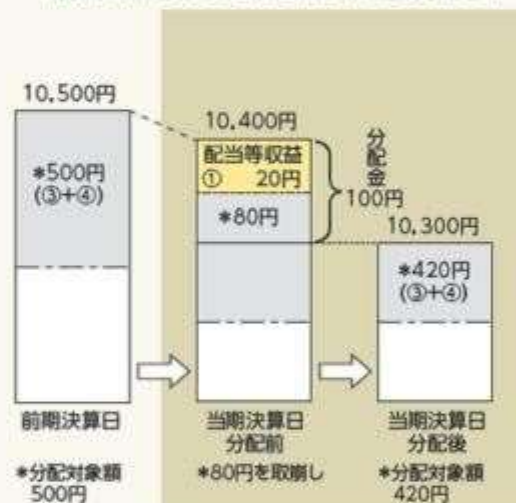 10,500円
*500円
(③+④)
前期決算日
*分配対象額
500円
10,400円
配当等収益
① 20円
*80円
分配金
100円
当期決算日
分配前
*80円を取崩し
10,300円
*420円
(③+④)
当期決算日
分配後
*分配対象額
420円